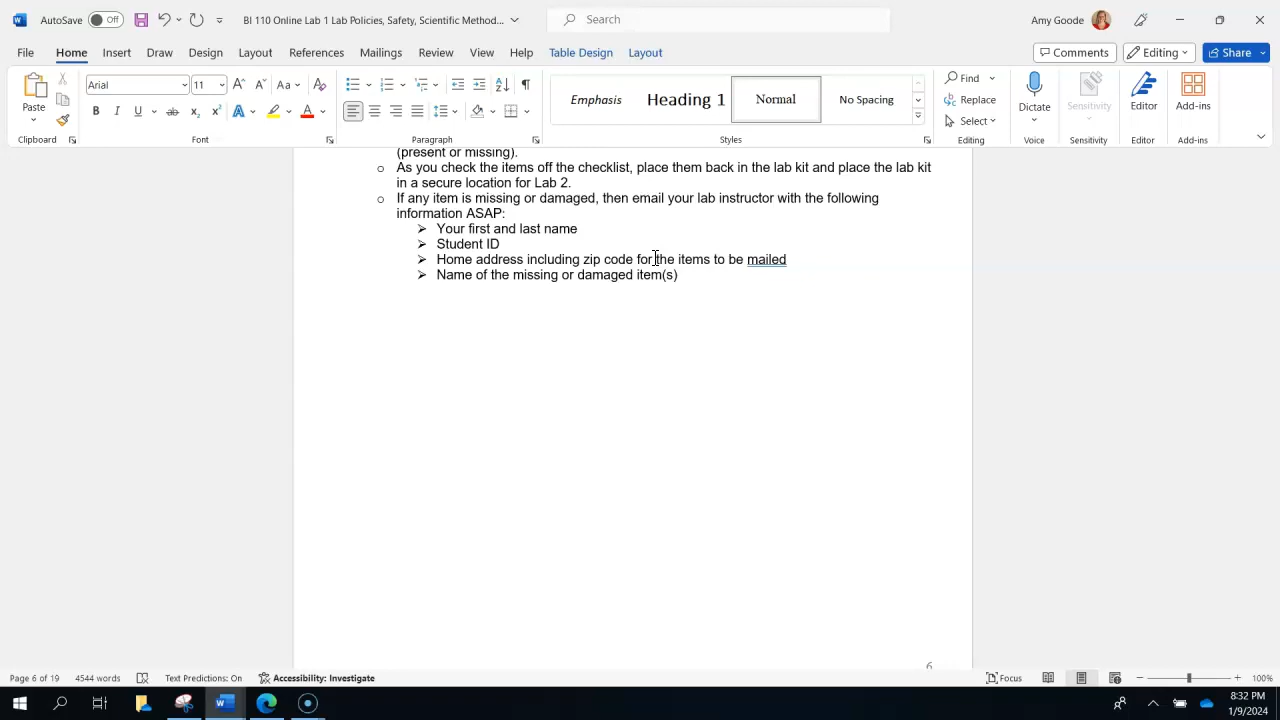 AutoSave Off BI 110 Online Lab 1 Lab Policies, Safety, Scientific Method... Search Amy Goode
File Home Insert Draw Design Layout References Mailings Review View Help Table Design Layout Comments Editing Share
Paste Arial 11 Aa Emphasis Heading 1 Normal No Spacing Find Replace Select Dictate Sensitivity Editor Add-ins
Clipboard Font Paragraph Styles Editing Voice Sensitivity Editor Add-ins
(present or missing).
o As you check the items off the checklist, place them back in the lab kit and place the lab kit
in a secure location for Lab 2.
o If any item is missing or damaged, then email your lab instructor with the following
information ASAP:
➢ Your first and last name
➢ Student ID
➢ Home address including zip code for the items to be mailed
➢ Name of the missing or damaged item(s)
6
Page 6 of 19 4544 words Text Predictions: On Accessibility: Investigate Focus 100%
8:32 PM
1/9/2024